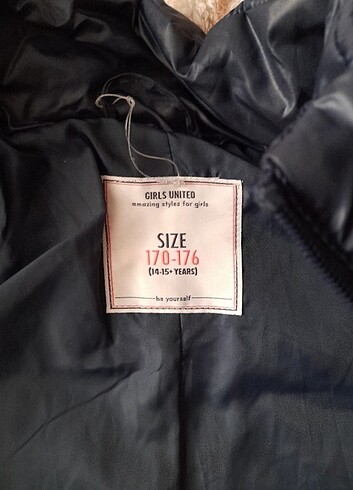 GIRLS UNITED
amazing styles for girls
SIZE
170-176
(14-15+ YEARS)
be yourself